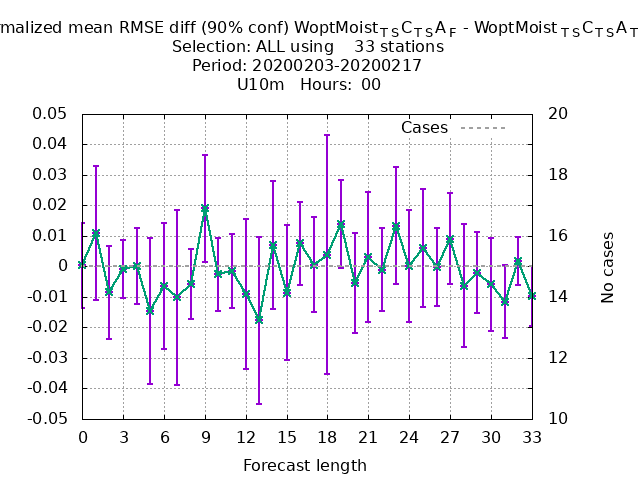 rmalized mean RMSE diff (90% conf) WoptMoist_TSC_TSA_F - WoptMoist_TSC_TSA_T
Selection: ALL using 33 stations
Period: 20200203-20200217
U10m Hours: 00
Cases
0.05
0.04
0.03
0.02
0.01
0
-0.01
-0.02
-0.03
-0.04
-0.05
20
18
16
14
12
10
No cases
0 3 6 9 12 15 18 21 24 27 30 33
Forecast length